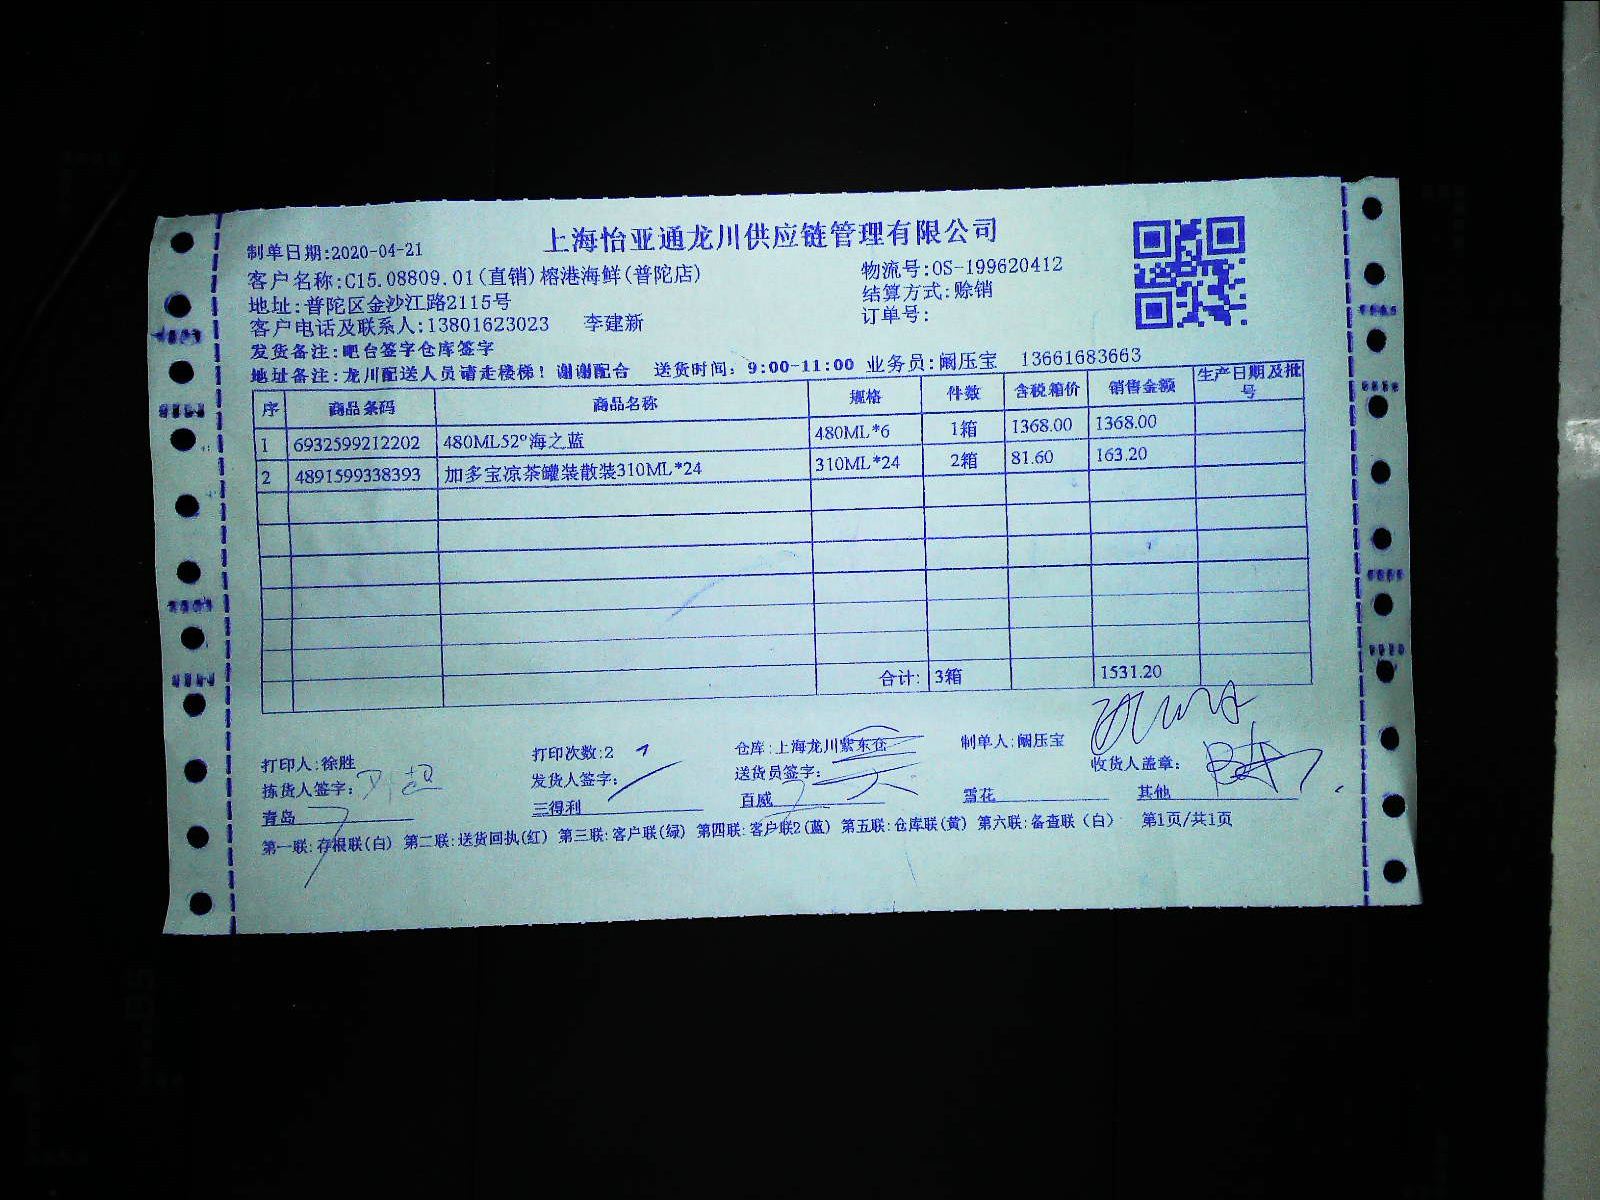 上海怡亚通龙川供应链管理有限公司
制单日期:2020-04-21
客户名称:C15.08809.01(直销)榕港海鲜(普陀店) 物流号:OS-199620412
地址:普陀区金沙江路2115号 结算方式:赊销
客户电话及联系人:13801623023 李建新 订单号:
发货备注:吧台签字仓库签字
地址备注:龙川配送人员请走楼梯!谢谢配合 送货时间:9:00-11:00 业务员:阚压宝 13661683663
序 商品条码 商品名称 规格 件数 含税箱价 销售金额 生产日期及批号
1 6932599212202 480ML52°海之蓝 480ML*6 1箱 1368.00 1368.00
2 4891599338393 加多宝凉茶罐装散装310ML*24 310ML*24 2箱 81.60 163.20
合计: 3箱 1531.20
打印人:徐胜 打印次数:2 仓库:上海龙川紫东仓 制单人:阚压宝 收货人盖章:
拣货人签字: 发货人签字: 送货员签字:
青岛 三得利 百威 雪花 其他
第一联:存根联(白) 第二联:送货回执(红) 第三联:客户联(绿) 第四联:客户联2(蓝) 第五联:仓库联(黄) 第六联:备查联(白) 第1页/共1页